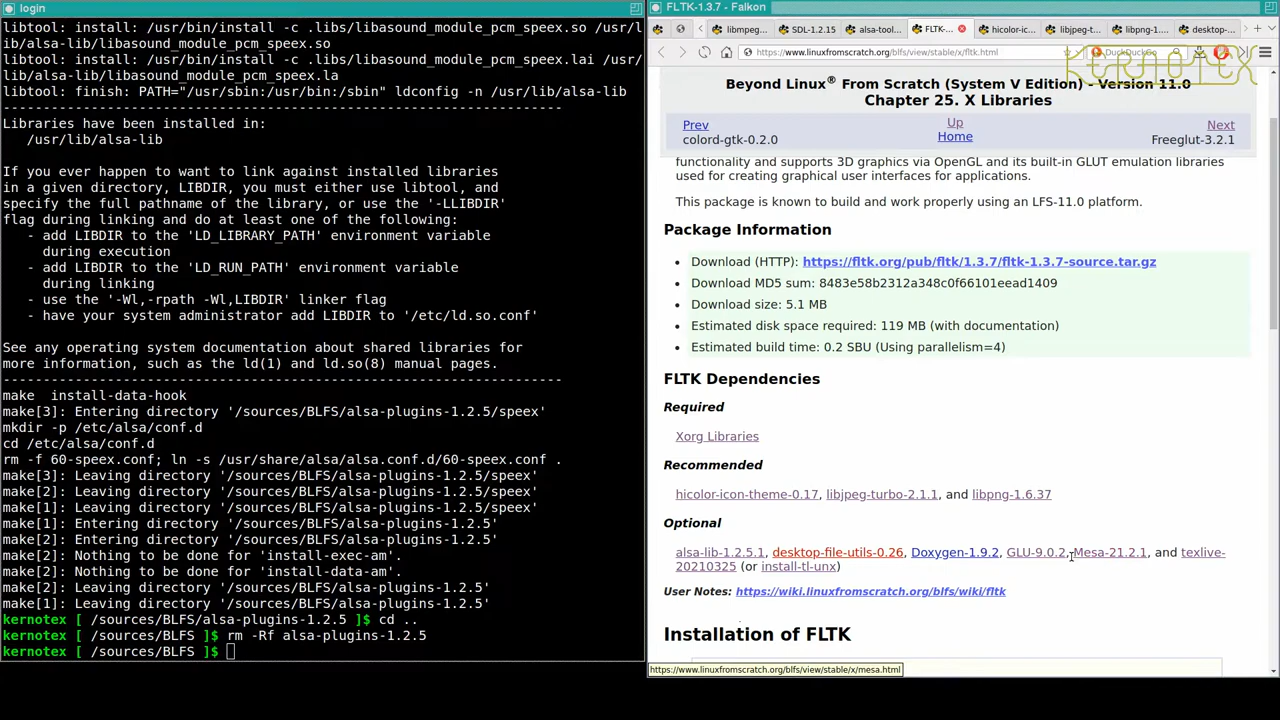 login
libtool: install: /usr/bin/install -c .libs/libasound_module_pcm_speex.so /usr/l
ib/alsa-lib/libasound_module_pcm_speex.so
libtool: install: /usr/bin/install -c .libs/libasound_module_pcm_speex.lai /usr/
lib/alsa-lib/libasound_module_pcm_speex.la
libtool: finish: PATH="/usr/sbin:/usr/bin:/sbin" ldconfig -n /usr/lib/alsa-lib
----------------------------------------------------------------------
Libraries have been installed in:
   /usr/lib/alsa-lib
If you ever happen to want to link against installed libraries
in a given directory, LIBDIR, you must either use libtool, and
specify the full pathname of the library, or use the '-LLIBDIR'
flag during linking and do at least one of the following:
   - add LIBDIR to the 'LD_LIBRARY_PATH' environment variable
     during execution
   - add LIBDIR to the 'LD_RUN_PATH' environment variable
     during linking
   - use the '-Wl,-rpath -Wl,LIBDIR' linker flag
   - have your system administrator add LIBDIR to '/etc/ld.so.conf'
See any operating system documentation about shared libraries for
more information, such as the ld(1) and ld.so(8) manual pages.
----------------------------------------------------------------------
make  install-data-hook
make[3]: Entering directory '/sources/BLFS/alsa-plugins-1.2.5/speex'
mkdir -p /etc/alsa/conf.d
cd /etc/alsa/conf.d
rm -f 60-speex.conf; ln -s /usr/share/alsa/alsa.conf.d/60-speex.conf .
make[3]: Leaving directory '/sources/BLFS/alsa-plugins-1.2.5/speex'
make[2]: Leaving directory '/sources/BLFS/alsa-plugins-1.2.5/speex'
make[1]: Leaving directory '/sources/BLFS/alsa-plugins-1.2.5/speex'
make[1]: Entering directory '/sources/BLFS/alsa-plugins-1.2.5'
make[2]: Entering directory '/sources/BLFS/alsa-plugins-1.2.5'
make[2]: Nothing to be done for 'install-exec-am'.
make[2]: Nothing to be done for 'install-data-am'.
make[2]: Leaving directory '/sources/BLFS/alsa-plugins-1.2.5'
make[1]: Leaving directory '/sources/BLFS/alsa-plugins-1.2.5'
kernotex [ /sources/BLFS/alsa-plugins-1.2.5 ]$ cd ..
kernotex [ /sources/BLFS ]$ rm -Rf alsa-plugins-1.2.5
kernotex [ /sources/BLFS ]$
FLTK-1.3.7 - Falkon
libmpeg... SDL-1.2.15 alsa-tool... FLTK-... hicolor-ic... libjpeg-t... libpng-1.... desktop-...
https://www.linuxfromscratch.org/blfs/view/stable/x/fltk.html DuckDuckGo
KERNOTEX
Beyond Linux® From Scratch (System V Edition) - Version 11.0
Chapter 25. X Libraries
Prev Up Next
colord-gtk-0.2.0 Home Freeglut-3.2.1
functionality and supports 3D graphics via OpenGL and its built-in GLUT emulation libraries
used for creating graphical user interfaces for applications.
This package is known to build and work properly using an LFS-11.0 platform.
Package Information
• Download (HTTP): https://fltk.org/pub/fltk/1.3.7/fltk-1.3.7-source.tar.gz
• Download MD5 sum: 8483e58b2312a348c0f66101eead1409
• Download size: 5.1 MB
• Estimated disk space required: 119 MB (with documentation)
• Estimated build time: 0.2 SBU (Using parallelism=4)
FLTK Dependencies
Required
Xorg Libraries
Recommended
hicolor-icon-theme-0.17, libjpeg-turbo-2.1.1, and libpng-1.6.37
Optional
alsa-lib-1.2.5.1, desktop-file-utils-0.26, Doxygen-1.9.2, GLU-9.0.2, Mesa-21.2.1, and texlive-
20210325 (or install-tl-unx)
User Notes: https://wiki.linuxfromscratch.org/blfs/wiki/fltk
Installation of FLTK
https://www.linuxfromscratch.org/blfs/view/stable/x/mesa.html